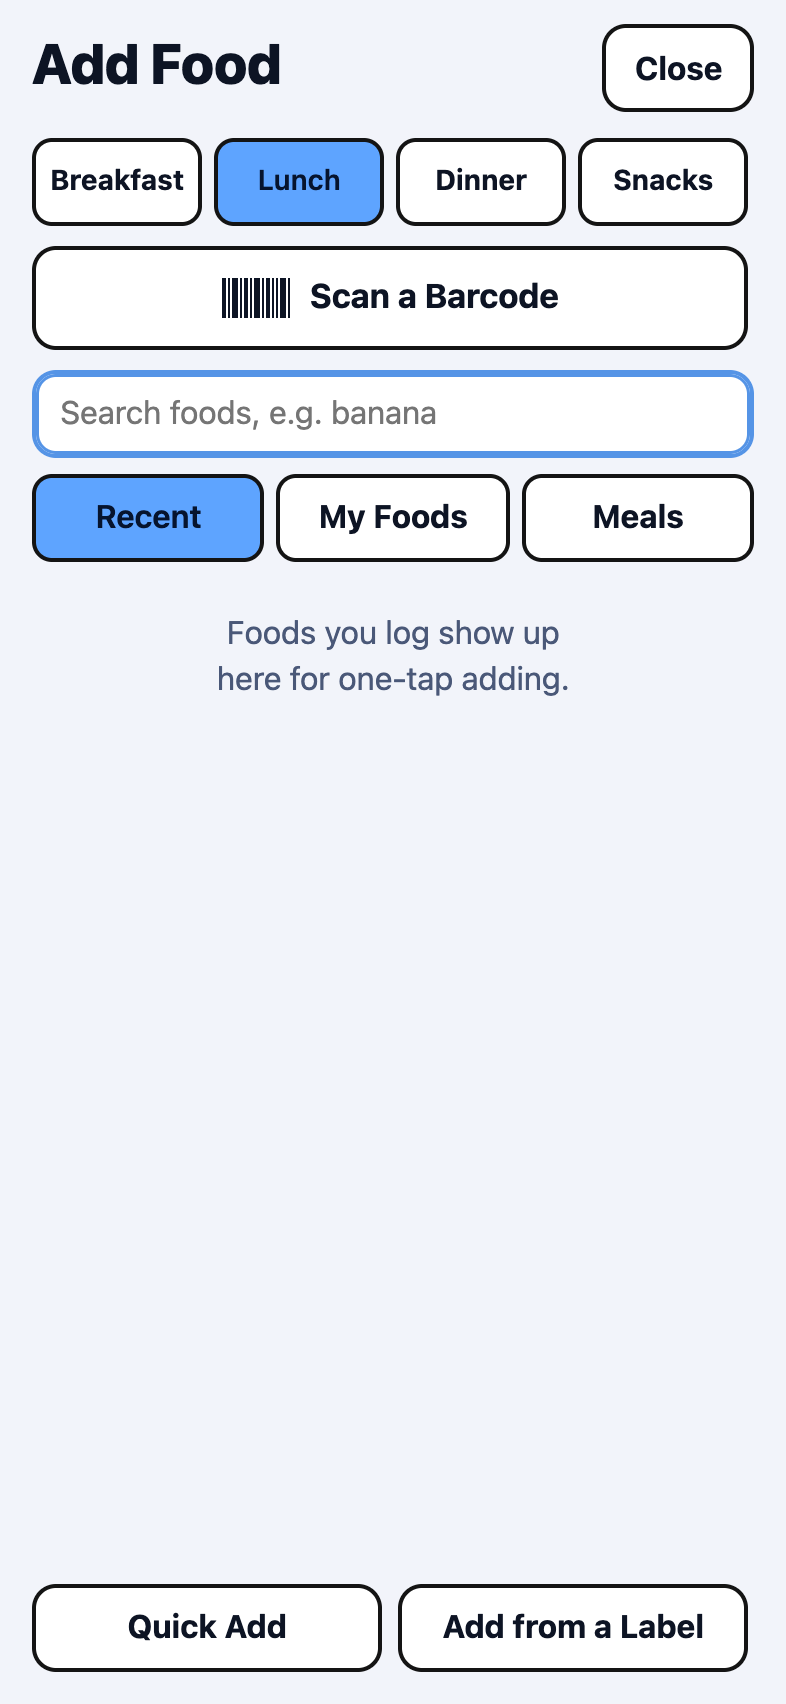 Add Food
Close
Breakfast
Lunch
Dinner
Snacks
Scan a Barcode
Search foods, e.g. banana
Recent
My Foods
Meals
Foods you log show up
here for one-tap adding.
Quick Add
Add from a Label